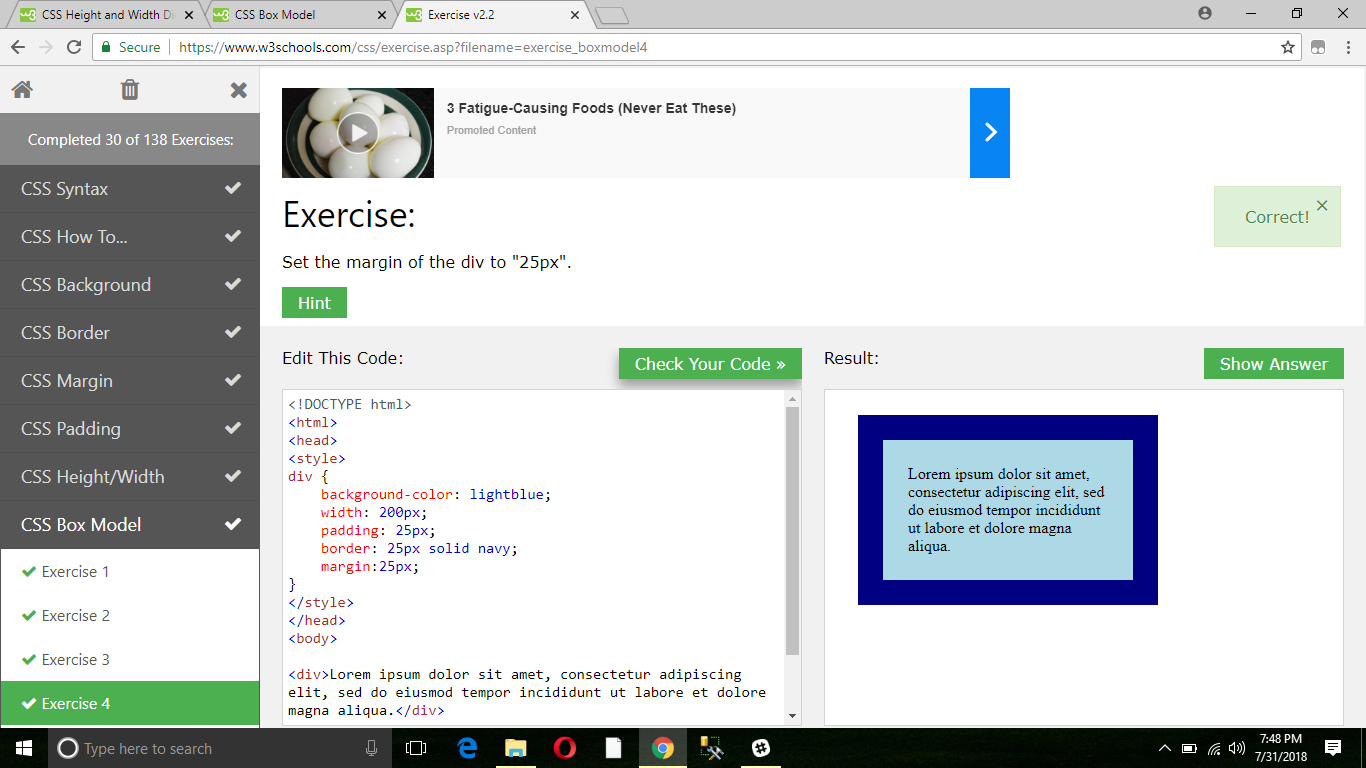 CSS Height and Width Di
CSS Box Model
Exercise v2.2
Secure
https://www.w3schools.com/css/exercise.asp?filename=exercise_boxmodel4
Completed 30 of 138 Exercises:
CSS Syntax
CSS How To...
CSS Background
CSS Border
CSS Margin
CSS Padding
CSS Height/Width
CSS Box Model
Exercise 1
Exercise 2
Exercise 3
Exercise 4
3 Fatigue-Causing Foods (Never Eat These)
Promoted Content
Exercise:
Correct!
Set the margin of the div to "25px".
Hint
Edit This Code:
Check Your Code »
<!DOCTYPE html>
<html>
<head>
<style>
div {
    background-color: lightblue;
    width: 200px;
    padding: 25px;
    border: 25px solid navy;
    margin:25px;
}
</style>
</head>
<body>
<div>Lorem ipsum dolor sit amet, consectetur adipiscing
elit, sed do eiusmod tempor incididunt ut labore et dolore
magna aliqua.</div>
Result:
Show Answer
Lorem ipsum dolor sit amet,
consectetur adipiscing elit, sed
do eiusmod tempor incididunt
ut labore et dolore magna
aliqua.
Type here to search
7:48 PM
7/31/2018